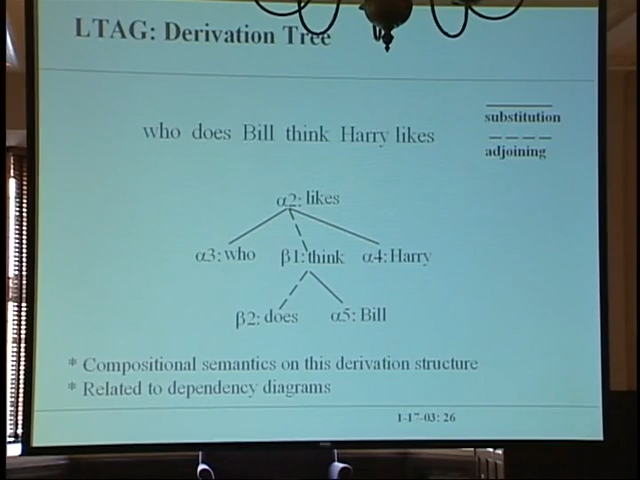 LTAG: Derivation Tree
substitution
who does Bill think Harry likes
adjoining
α2: likes
α3: who β1: think α4: Harry
β2: does α5: Bill
* Compositional semantics on this derivation structure
* Related to dependency diagrams
1-17-03: 26